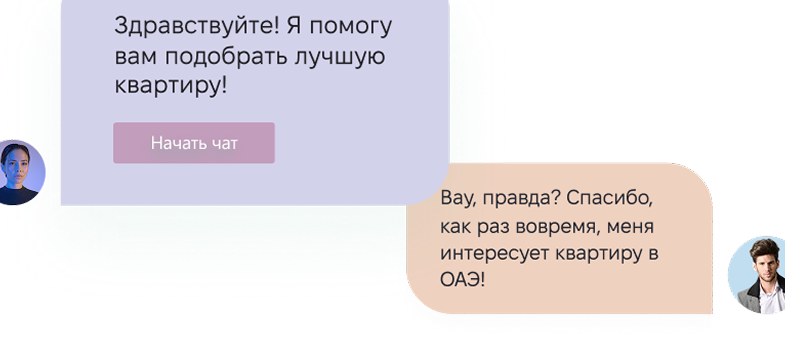 Здравствуйте! Я помогу
вам подобрать лучшую
квартиру!
Начать чат
Вау, правда? Спасибо,
как раз вовремя, меня
интересует квартиру в
ОАЭ!